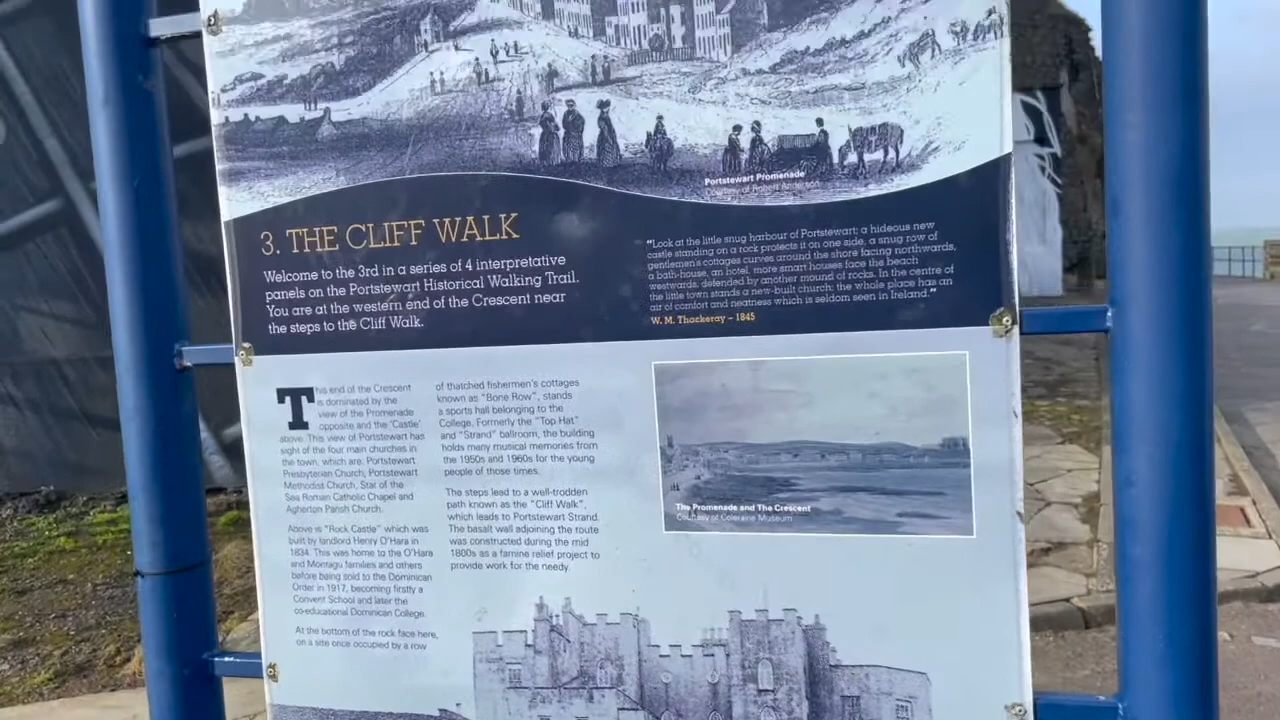 Portstewart Promenade
Courtesy of Robert Anderson
3. THE CLIFF WALK
Welcome to the 3rd in a series of 4 interpretative
panels on the Portstewart Historical Walking Trail.
You are at the western end of the Crescent near
the steps to the Cliff Walk.
"Look at the little snug harbour of Portstewart; a hideous new
castle standing on a rock protects it on one side, a snug row of
gentlemen's cottages curves around the shore facing northwards,
a bath-house, an hotel, more smart houses face the beach
westwards, defended by another mound of rocks. In the centre of
the little town stands a new-built church; the whole place has an
air of comfort and neatness which is seldom seen in Ireland."
W. M. Thackeray – 1845
This end of the Crescent
is dominated by the
view of the Promenade
opposite and the 'Castle'
above. This view of Portstewart has
sight of the four main churches in
the town, which are: Portstewart
Presbyterian Church, Portstewart
Methodist Church, Star of the
Sea Roman Catholic Chapel and
Agherton Parish Church.
Above is "Rock Castle" which was
built by landlord Henry O'Hara in
1834. This was home to the O'Hara
and Montagu families and others
before being sold to the Dominican
Order in 1917, becoming firstly a
Convent School and later the
co-educational Dominican College.
At the bottom of the rock face here,
on a site once occupied by a row
of thatched fishermen's cottages
known as "Bone Row", stands
a sports hall belonging to the
College. Formerly the "Top Hat"
and "Strand" ballroom, the building
holds many musical memories from
the 1950s and 1960s for the young
people of those times.
The steps lead to a well-trodden
path known as the "Cliff Walk",
which leads to Portstewart Strand.
The basalt wall adjoining the route
was constructed during the mid
1800s as a famine relief project to
provide work for the needy.
The Promenade and The Crescent
Courtesy of Coleraine Museum